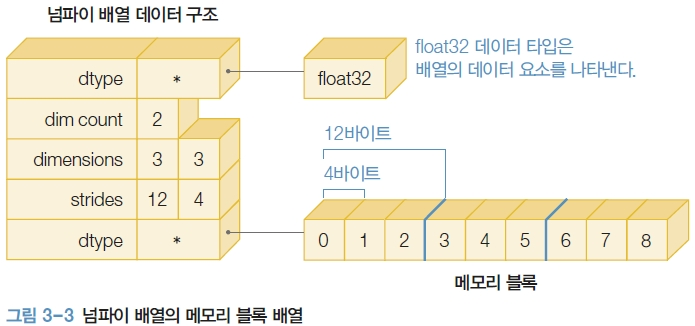 넘파이 배열 데이터 구조
dtype *
float32
float32 데이터 타입은
배열의 데이터 요소를 나타낸다.
dim count 2
dimensions 3 3
strides 12 4
dtype *
12바이트
4바이트
0 1 2 3 4 5 6 7 8
메모리 블록
그림 3-3 넘파이 배열의 메모리 블록 배열